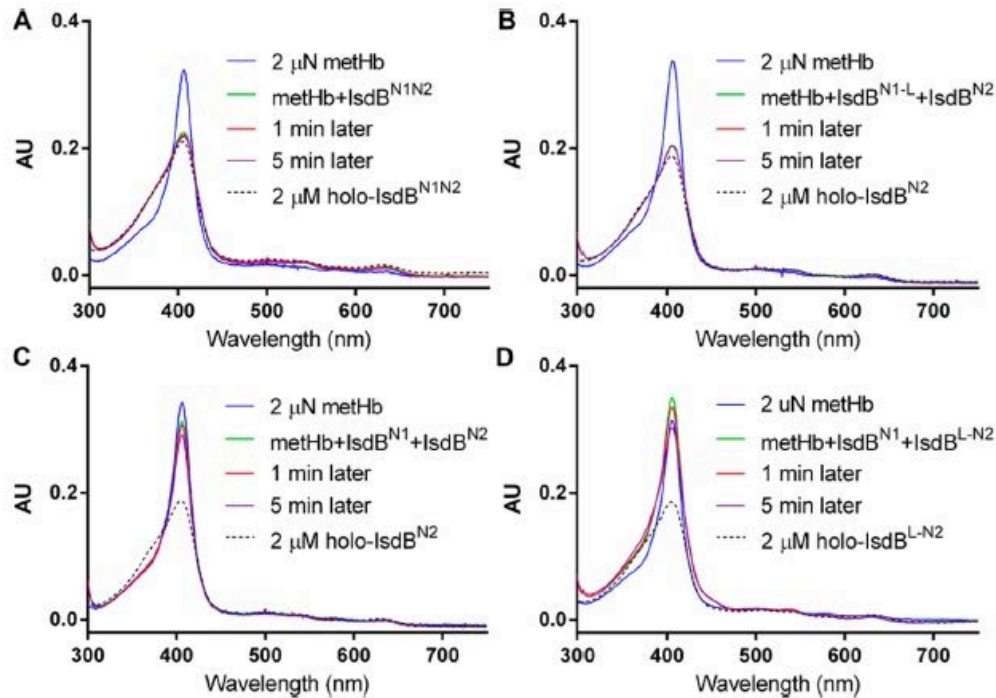 A
0.4
0.2
0.0
AU
2 μN metHb
metHb+IsdB^N1N2
1 min later
5 min later
2 μM holo-IsdB^N1N2
300 400 500 600 700
Wavelength (nm)
B
0.4
0.2
0.0
AU
2 μN metHb
metHb+IsdB^N1-L+IsdB^N2
1 min later
5 min later
2 μM holo-IsdB^N2
300 400 500 600 700
Wavelength (nm)
C
0.4
0.2
0.0
AU
2 μN metHb
metHb+IsdB^N1+IsdB^N2
1 min later
5 min later
2 μM holo-IsdB^N2
300 400 500 600 700
Wavelength (nm)
D
0.4
0.2
0.0
AU
2 uN metHb
metHb+IsdB^N1+IsdB^L-N2
1 min later
5 min later
2 μM holo-IsdB^L-N2
300 400 500 600 700
Wavelength (nm)